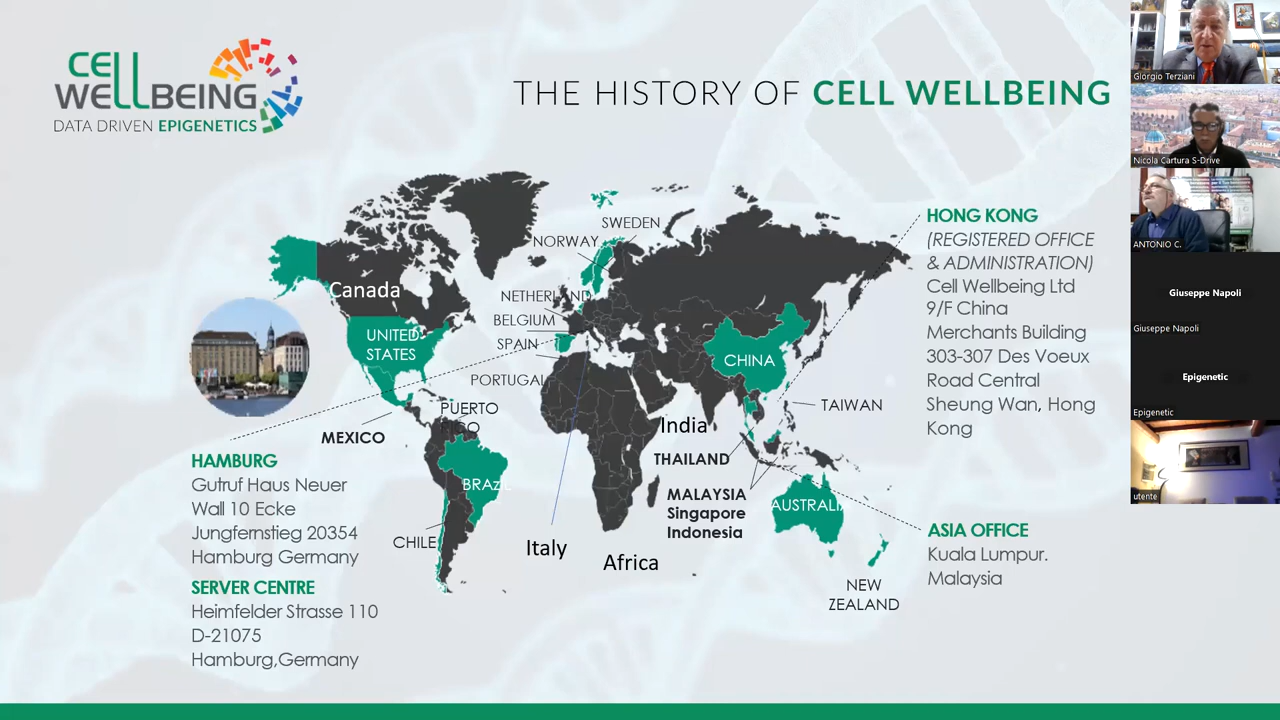 CELL
WELLBEING
DATA DRIVEN EPIGENETICS
THE HISTORY OF CELL WELLBEING
SWEDEN
NORWAY
Canada
NETHERLAND
BELGIUM
UNITED
STATES
SPAIN
CHINA
PORTUGAL
PUERTO
RICO
TAIWAN
India
MEXICO
THAILAND
BRAZIL
MALAYSIA
Singapore
Indonesia
AUSTRALIA
CHILE
Italy
Africa
NEW
ZEALAND
HAMBURG
Gutruf Haus Neuer
Wall 10 Ecke
Jungfernstieg 20354
Hamburg Germany
SERVER CENTRE
Heimfelder Strasse 110
D-21075
Hamburg,Germany
HONG KONG
(REGISTERED OFFICE
& ADMINISTRATION)
Cell Wellbeing Ltd
9/F China
Merchants Building
303-307 Des Voeux
Road Central
Sheung Wan, Hong
Kong
ASIA OFFICE
Kuala Lumpur.
Malaysia
Giorgio Terziani
Nicola Cartura S-Drive
ANTONIO C.
Giuseppe Napoli
Giuseppe Napoli
Epigenetic
Epigenetic
utente